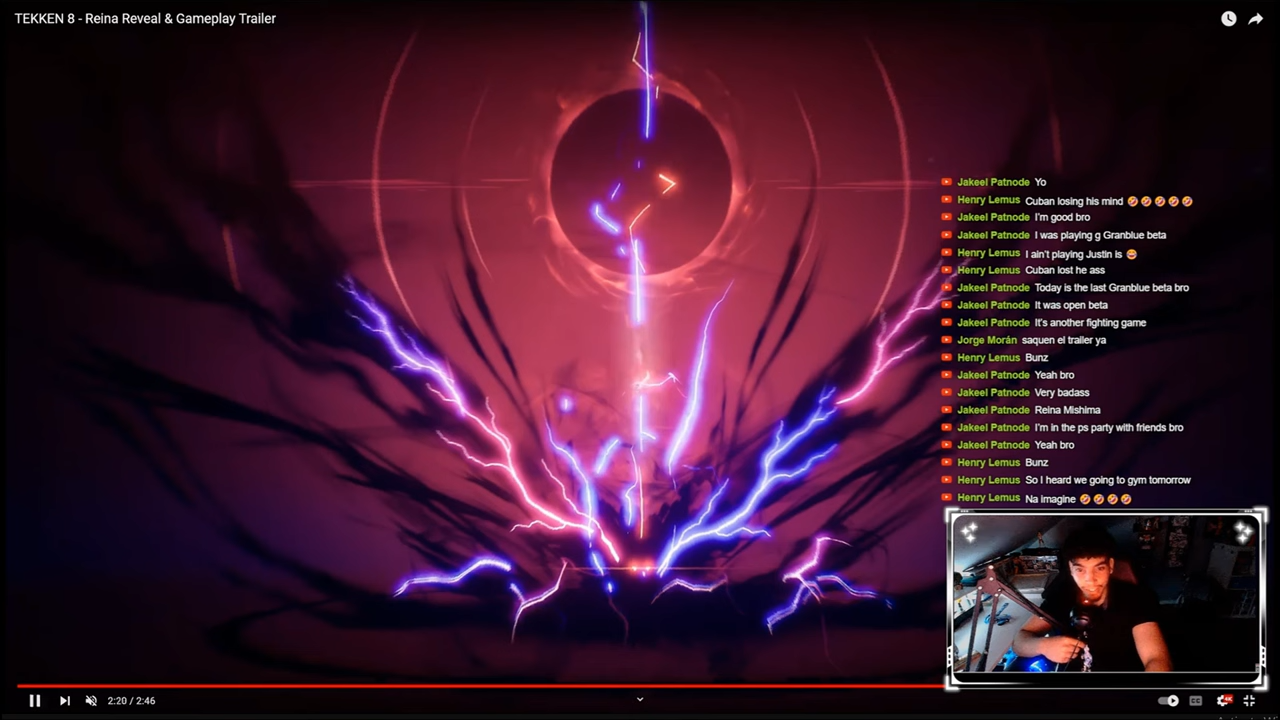 TEKKEN 8 - Reina Reveal & Gameplay Trailer
Jakeel Patnode Yo
Henry Lemus Cuban losing his mind 🤣🤣🤣🤣🤣
Jakeel Patnode I'm good bro
Jakeel Patnode I was playing g Granblue beta
Henry Lemus I ain't playing Justin is 😂
Henry Lemus Cuban lost he ass
Jakeel Patnode Today is the last Granblue beta bro
Jakeel Patnode It was open beta
Jakeel Patnode It's another fighting game
Jorge Morán saquen el trailer ya
Henry Lemus Bunz
Jakeel Patnode Yeah bro
Jakeel Patnode Very badass
Jakeel Patnode Reina Mishima
Jakeel Patnode I'm in the ps party with friends bro
Jakeel Patnode Yeah bro
Henry Lemus Bunz
Henry Lemus So I heard we going to gym tomorrow
Henry Lemus Na imagine 🤣🤣🤣🤣
2:20 / 2:46
CC
4K